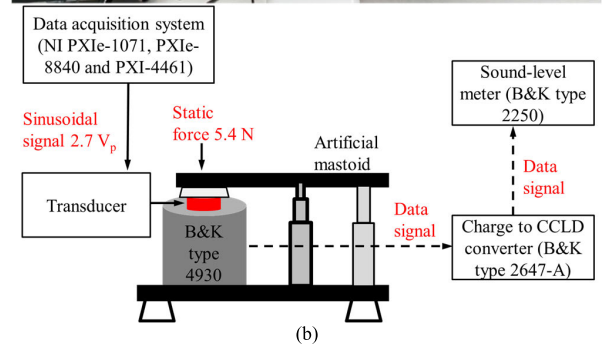 Data acquisition system
(NI PXIe-1071, PXIe-
8840 and PXI-4461)
Sinusoidal
signal 2.7 Vp
Static
force 5.4 N
Transducer
Artificial
mastoid
B&K
type
4930
Data
signal
Sound-level
meter (B&K type
2250)
Data
signal
Charge to CCLD
converter (B&K
type 2647-A)
(b)